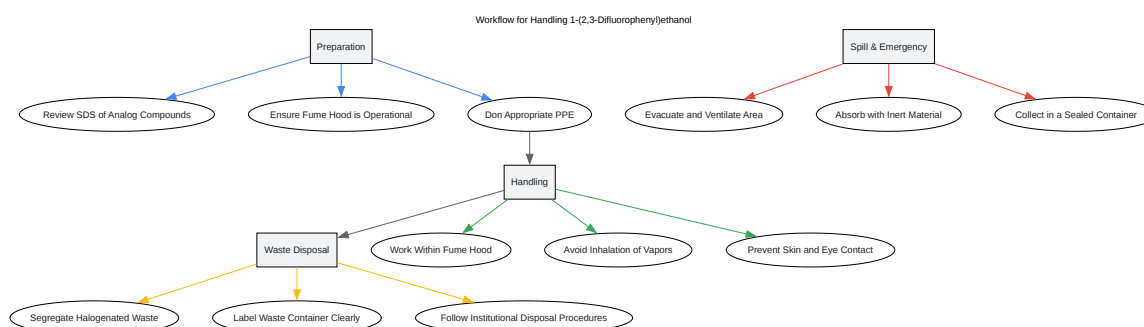 Workflow for Handling 1-(2,3-Difluorophenyl)ethanol
Preparation
Spill & Emergency
Review SDS of Analog Compounds
Ensure Fume Hood is Operational
Don Appropriate PPE
Evacuate and Ventilate Area
Absorb with Inert Material
Collect in a Sealed Container
Handling
Waste Disposal
Work Within Fume Hood
Avoid Inhalation of Vapors
Prevent Skin and Eye Contact
Segregate Halogenated Waste
Label Waste Container Clearly
Follow Institutional Disposal Procedures